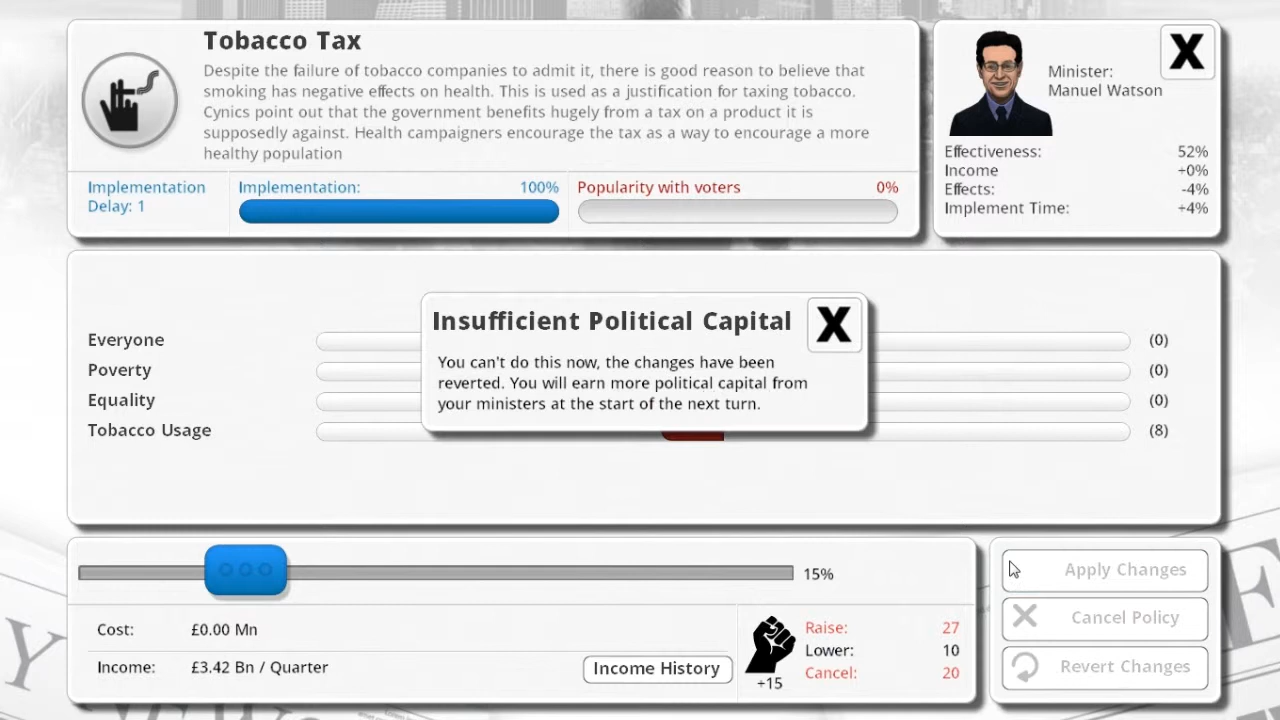 Tobacco Tax
Despite the failure of tobacco companies to admit it, there is good reason to believe that
smoking has negative effects on health. This is used as a justification for taxing tobacco.
Cynics point out that the government benefits hugely from a tax on a product it is
supposedly against. Health campaigners encourage the tax as a way to encourage a more
healthy population
Implementation
Delay: 1
Implementation: 100%
Popularity with voters 0%
X
Minister:
Manuel Watson
Effectiveness: 52%
Income +0%
Effects: -4%
Implement Time: +4%
Insufficient Political Capital X
You can't do this now, the changes have been
reverted. You will earn more political capital from
your ministers at the start of the next turn.
Everyone (0)
Poverty (0)
Equality (0)
Tobacco Usage (8)
15%
Cost: £0.00 Mn
Income: £3.42 Bn / Quarter
Income History
+15
Raise: 27
Lower: 10
Cancel: 20
Apply Changes
Cancel Policy
Revert Changes